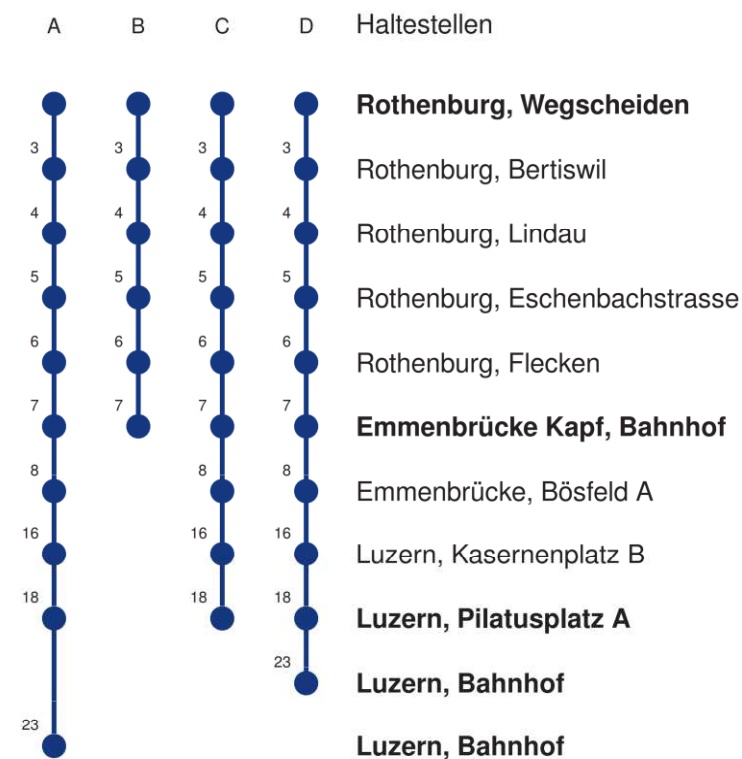 A B C D Haltestellen
Rothenburg, Wegscheiden
3 3 3 3 Rothenburg, Bertiswil
4 4 4 4 Rothenburg, Lindau
5 5 5 5 Rothenburg, Eschenbachstrasse
6 6 6 6 Rothenburg, Flecken
7 7 7 7 Emmenbrücke Kapf, Bahnhof
8 8 8 Emmenbrücke, Bösfeld A
16 16 16 Luzern, Kasernenplatz B
18 18 18 Luzern, Pilatusplatz A
23 Luzern, Bahnhof
23 Luzern, Bahnhof